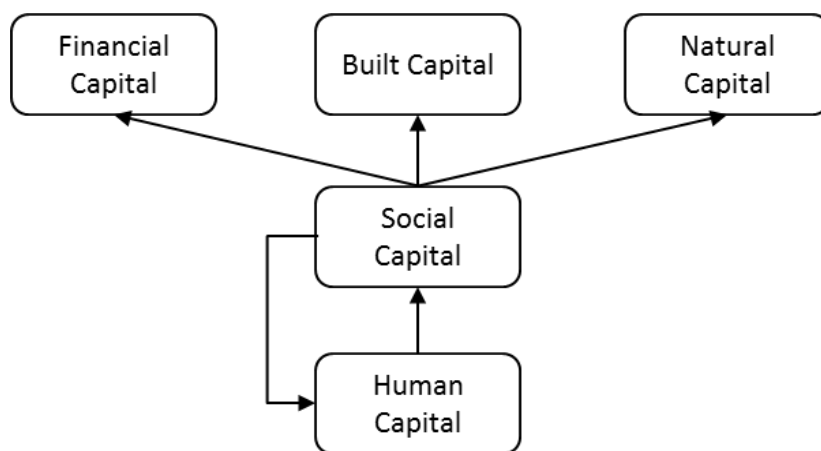 Financial
Capital
Built Capital
Natural
Capital
Social
Capital
Human
Capital